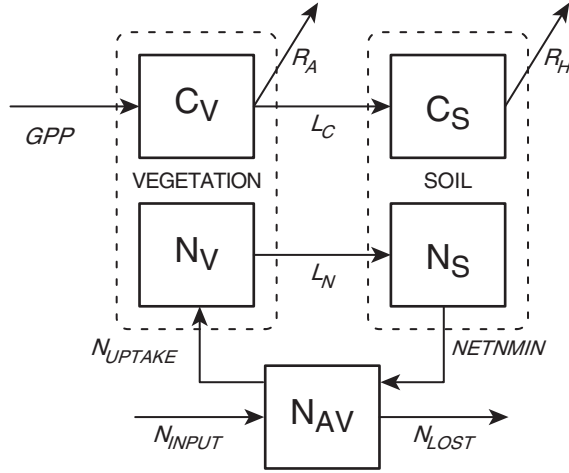 R_A
R_H
C_V
C_S
GPP
L_C
VEGETATION
SOIL
N_V
N_S
L_N
N_UPTAKE
NETNMIN
N_AV
N_INPUT
N_LOST